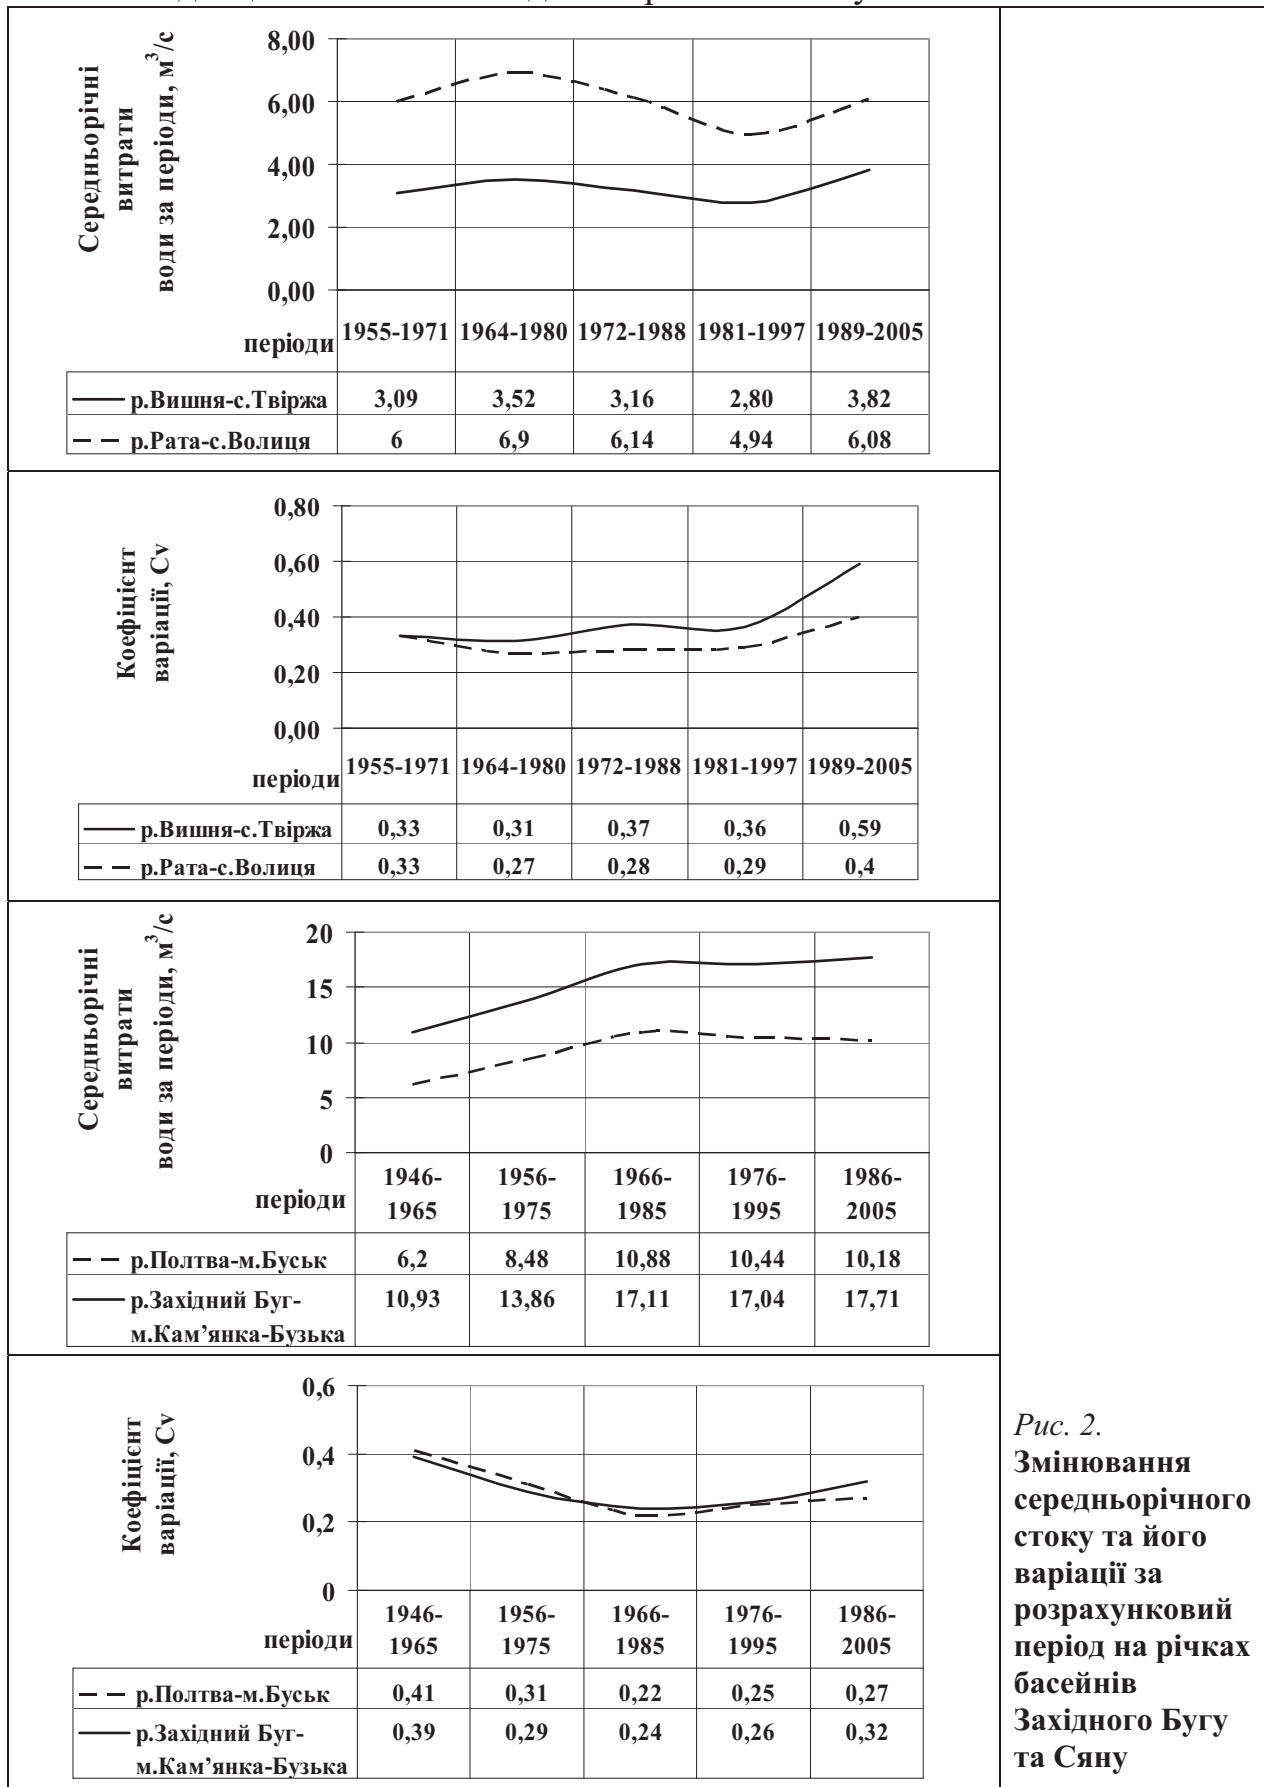 Середньорічні
витрати
води за періоди, м³/с
8,00
6,00
4,00
2,00
0,00
періоди 1955-1971 1964-1980 1972-1988 1981-1997 1989-2005
р.Вишня-с.Твіржа 3,09 3,52 3,16 2,80 3,82
р.Рата-с.Волиця 6 6,9 6,14 4,94 6,08
Коефіцієнт
варіації, Cv
0,80
0,60
0,40
0,20
0,00
періоди 1955-1971 1964-1980 1972-1988 1981-1997 1989-2005
р.Вишня-с.Твіржа 0,33 0,31 0,37 0,36 0,59
р.Рата-с.Волиця 0,33 0,27 0,28 0,29 0,4
Середньорічні
витрати
води за періоди, м³/с
20
15
10
5
0
періоди
1946-1965 1956-1975 1966-1985 1976-1995 1986-2005
р.Полтва-м.Буськ 6,2 8,48 10,88 10,44 10,18
р.Західний Буг- 10,93 13,86 17,11 17,04 17,71
м.Кам’янка-Бузька
Коефіцієнт
варіації, Cv
0,6
0,4
0,2
0
періоди
1946-1965 1956-1975 1966-1985 1976-1995 1986-2005
р.Полтва-м.Буськ 0,41 0,31 0,22 0,25 0,27
р.Західний Буг- 0,39 0,29 0,24 0,26 0,32
м.Кам’янка-Бузька
Рис. 2.
Змінювання
середньорічного
стоку та його
варіації за
розрахунковий
період на річках
басейнів
Західного Бугу
та Сяну